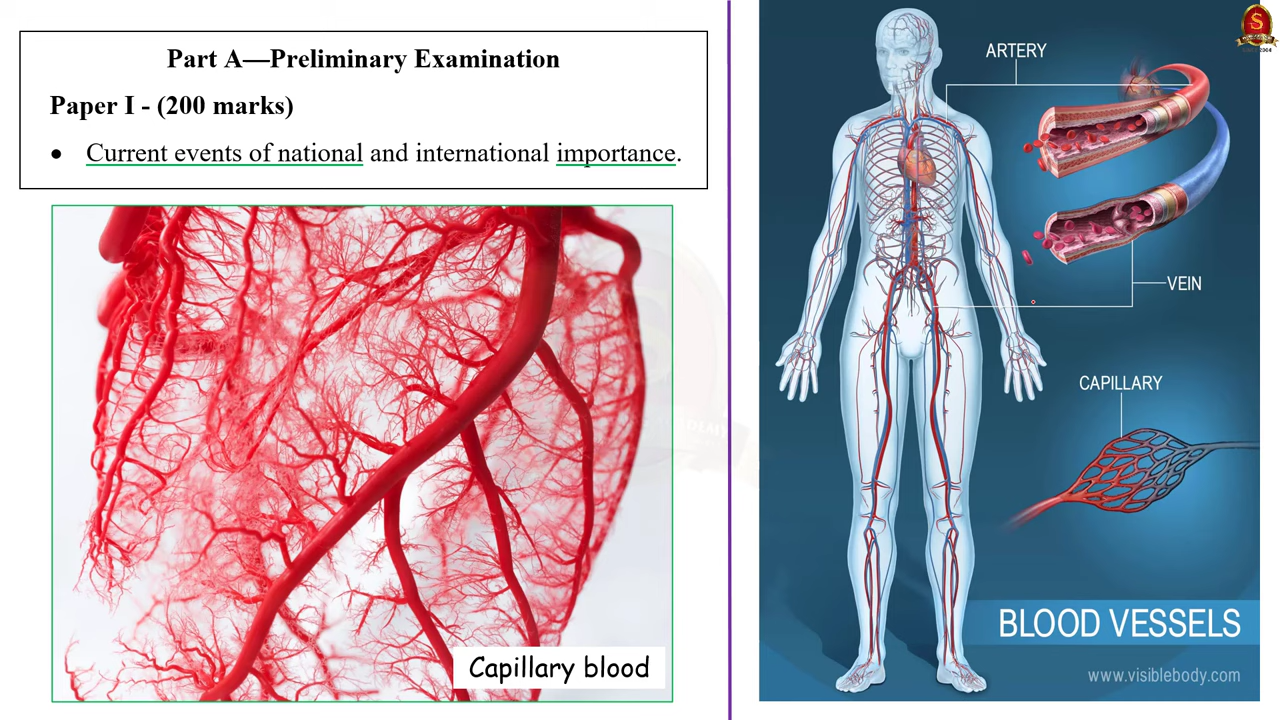 Part A—Preliminary Examination
Paper I - (200 marks)
• Current events of national and international importance.
Capillary blood
ARTERY
VEIN
CAPILLARY
BLOOD VESSELS
www.visiblebody.com
S